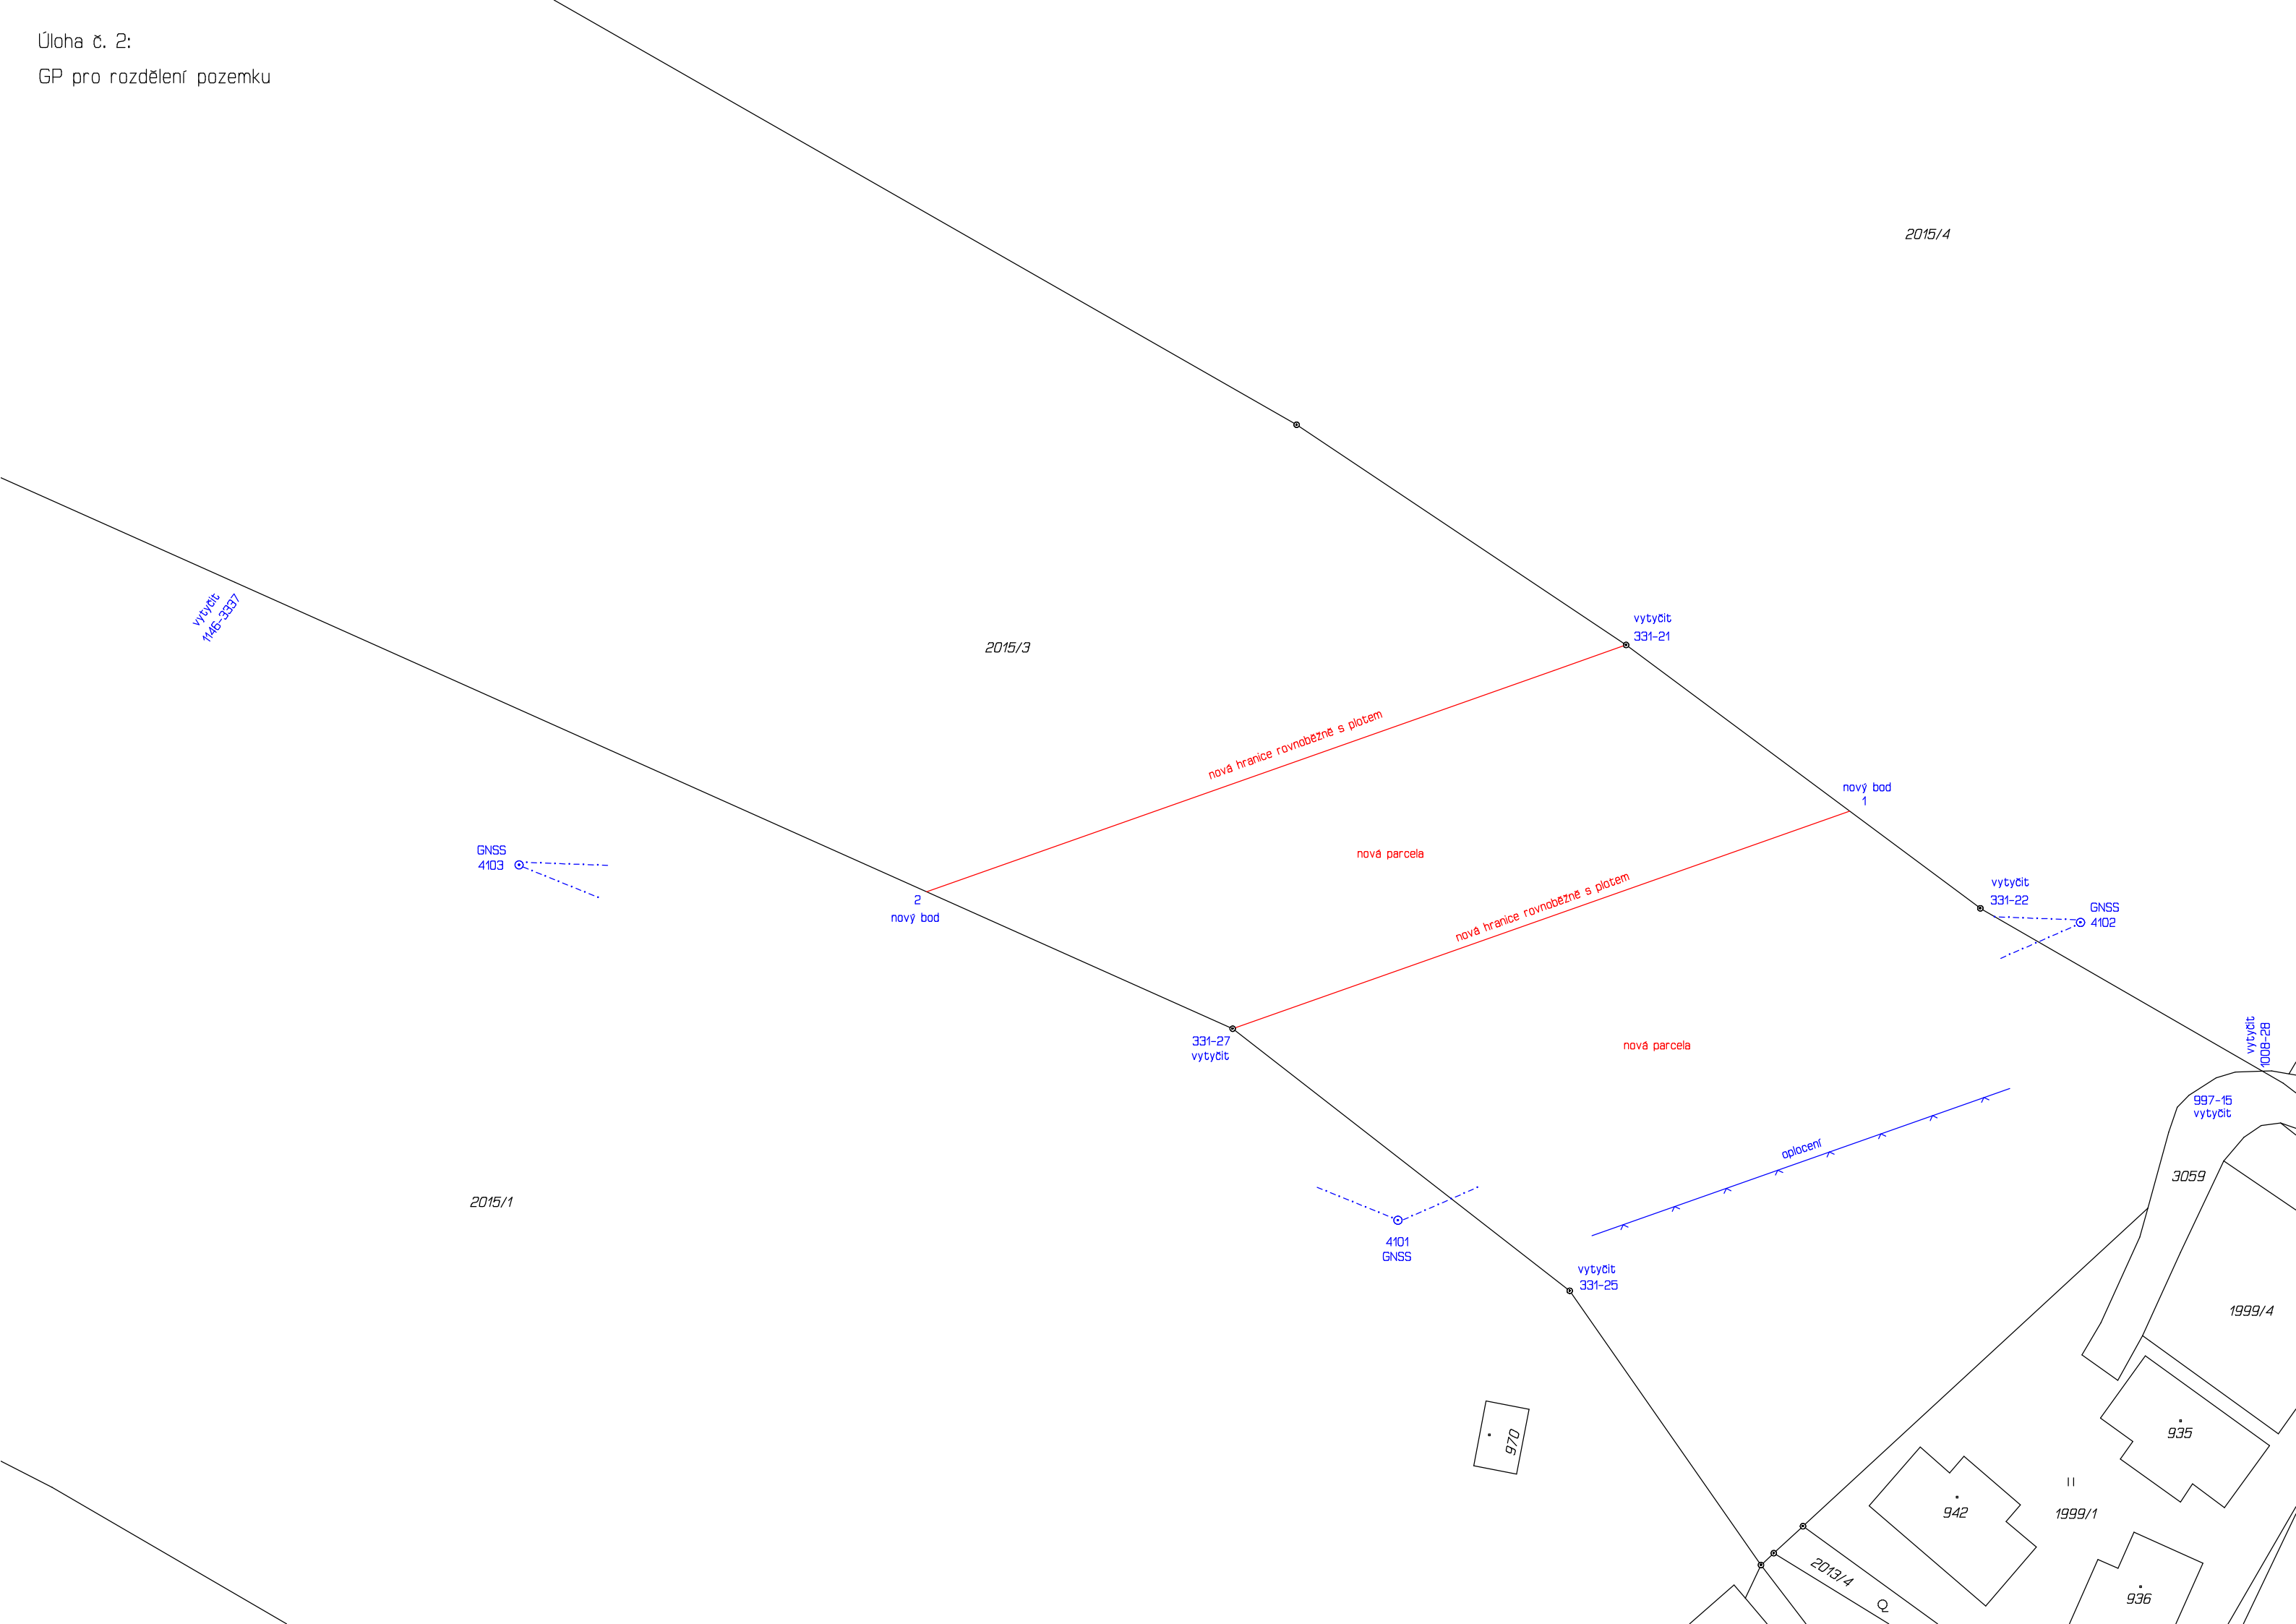 Úloha č. 2:
GP pro rozdělení pozemku
2015/4
vytyčit
1146-3337
vytyčit
331-21
2015/3
nová hranice rovnoběžně s plotem
nový bod
1
GNSS
4103
nová parcela
nová hranice rovnoběžně s plotem
vytyčit
331-22
GNSS
4102
2
nový bod
331-27
vytyčit
nová parcela
vytyčit
1008-28
997-15
vytyčit
oplocení
3059
2015/1
4101
GNSS
vytyčit
331-25
1999/4
970
935
942
1999/1
2013/4
936